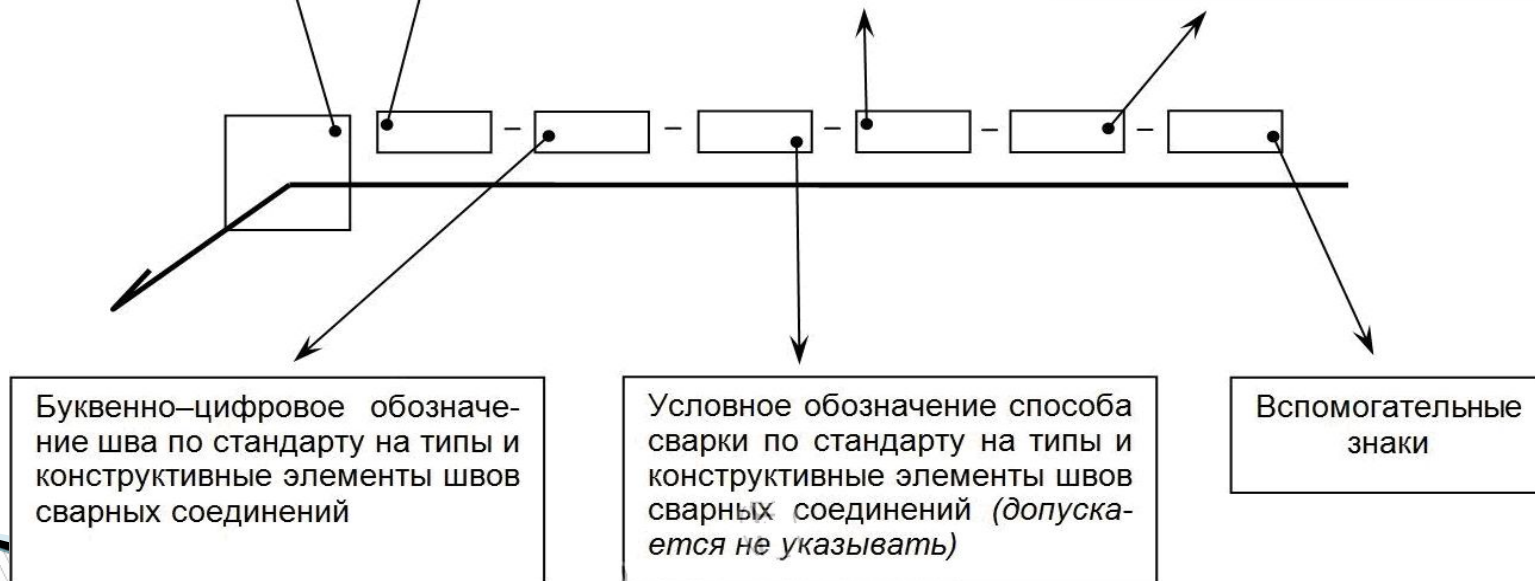 Буквенно–цифровое обозначе-
ние шва по стандарту на типы и
конструктивные элементы швов
сварных соединений
Условное обозначение способа
сварки по стандарту на типы и
конструктивные элементы швов
сварных соединений (допуска-
ется не указывать)
Вспомогательные
знаки